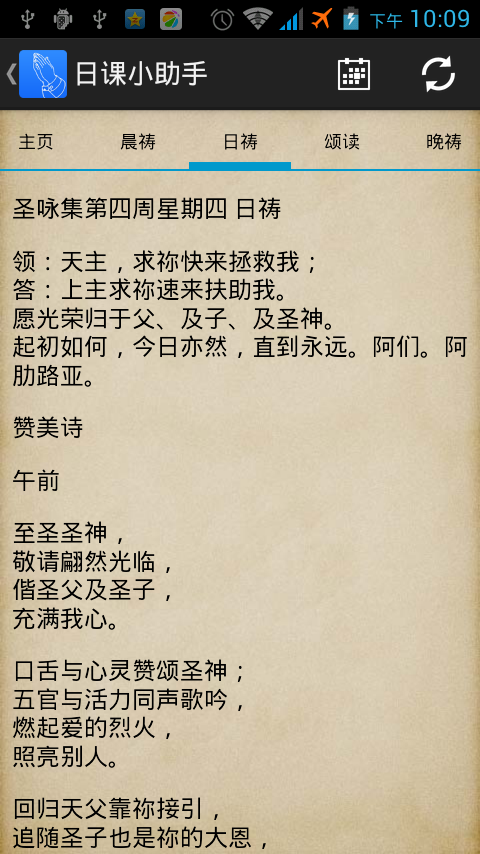 下午 10:09
日课小助手
主页 晨祷 日祷 颂读 晚祷
圣咏集第四周星期四 日祷
领：天主，求祢快来拯救我；
答：上主求祢速来扶助我。
愿光荣归于父、及子、及圣神。
起初如何，今日亦然，直到永远。阿们。阿
肋路亚。
赞美诗
午前
至圣圣神，
敬请翩然光临，
偕圣父及圣子，
充满我心。
口舌与心灵赞颂圣神；
五官与活力同声歌吟，
燃起爱的烈火，
照亮别人。
回归天父靠祢接引，
追随圣子也是祢的大恩，